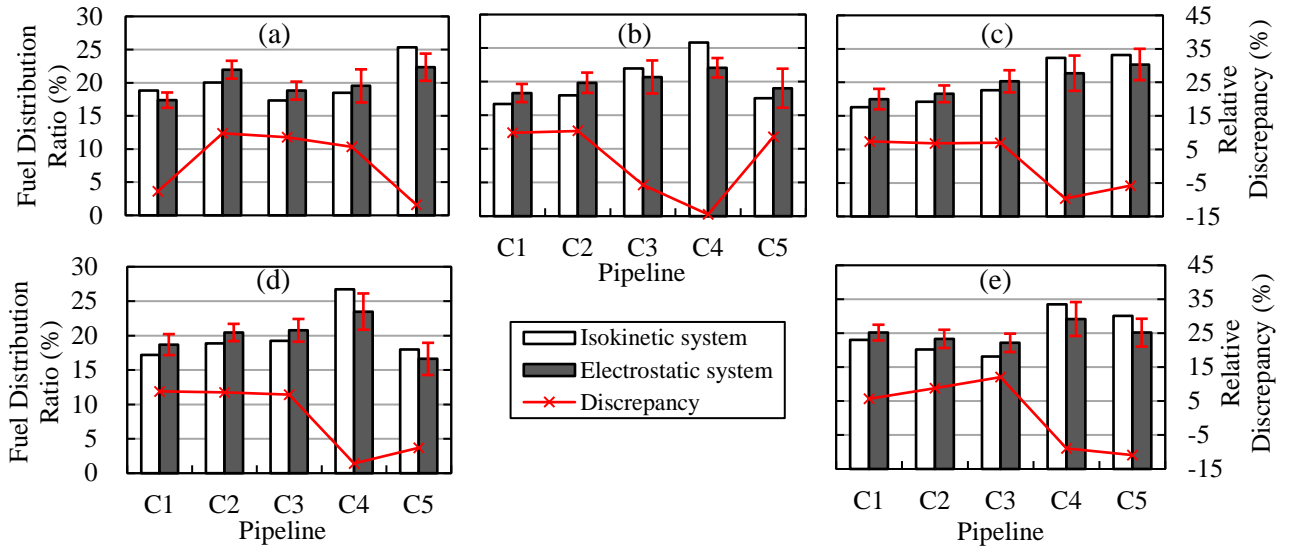 Fuel Distribution
Ratio (%)
30
25
20
15
10
5
0
(a)
(b)
C1 C2 C3 C4 C5
Pipeline
(c)
45
35
25
15
5
-5
-15
Relative
Discrepancy (%)
Fuel Distribution
Ratio (%)
30
25
20
15
10
5
0
(d)
C1 C2 C3 C4 C5
Pipeline
Isokinetic system
Electrostatic system
Discrepancy
(e)
45
35
25
15
5
-5
-15
Relative
Discrepancy (%)
C1 C2 C3 C4 C5
Pipeline